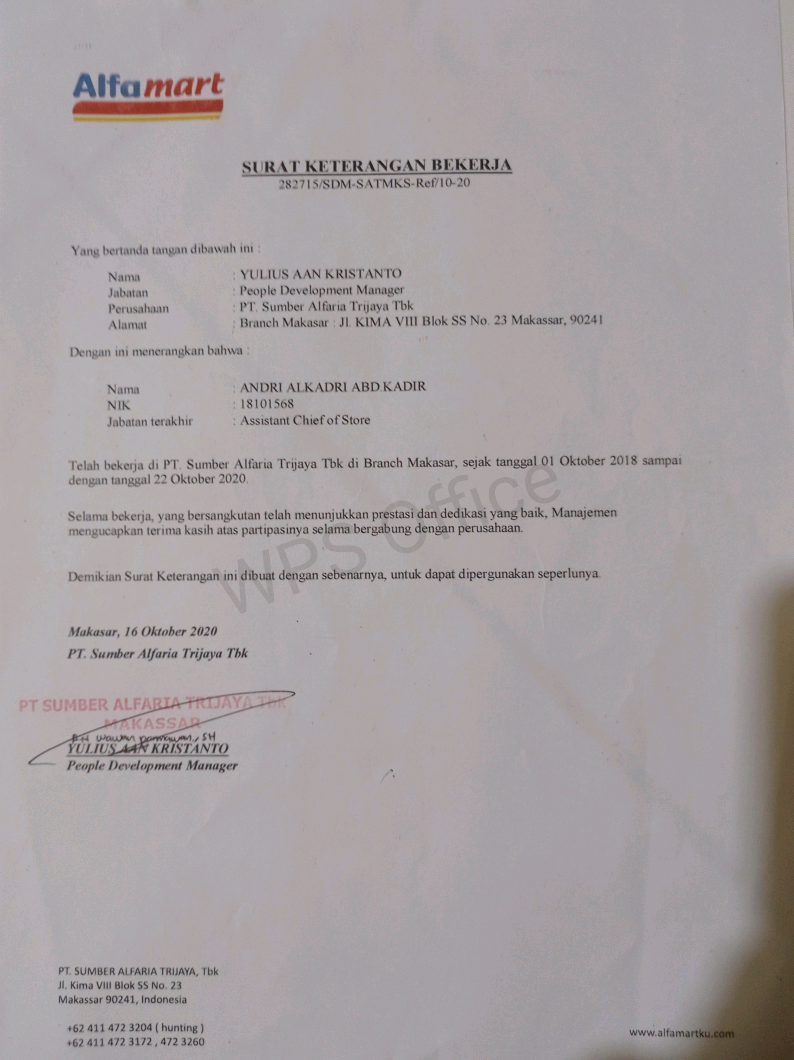 Alfamart
SURAT KETERANGAN BEKERJA
282715/SDM-SATMKS-Ref/10-20
Yang bertanda tangan dibawah ini :
Nama : YULIUS AAN KRISTANTO
Jabatan : People Development Manager
Perusahaan : PT. Sumber Alfaria Trijaya Tbk
Alamat : Branch Makasar : Jl. KIMA VIII Blok SS No. 23 Makassar, 90241
Dengan ini menerangkan bahwa :
Nama : ANDRI ALKADRI ABD.KADIR
NIK : 18101568
Jabatan terakhir : Assistant Chief of Store
Telah bekerja di PT. Sumber Alfaria Trijaya Tbk di Branch Makasar, sejak tanggal 01 Oktober 2018 sampai
dengan tanggal 22 Oktober 2020.
Selama bekerja, yang bersangkutan telah menunjukkan prestasi dan dedikasi yang baik, Manajemen
mengucapkan terima kasih atas partipasinya selama bergabung dengan perusahaan.
WPS Office
Demikian Surat Keterangan ini dibuat dengan sebenarnya, untuk dapat dipergunakan seperlunya.
Makasar, 16 Oktober 2020
PT. Sumber Alfaria Trijaya Tbk
PT SUMBER ALFARIA TRIJAYA Tbk
MAKASSAR
wawan , SH
YULIUS AAN KRISTANTO
People Development Manager
PT. SUMBER ALFARIA TRIJAYA, Tbk
Jl. Kima VIII Blok SS No. 23
Makassar 90241, Indonesia
+62 411 472 3204 ( hunting )
+62 411 472 3172 , 472 3260
www.alfamartku.com